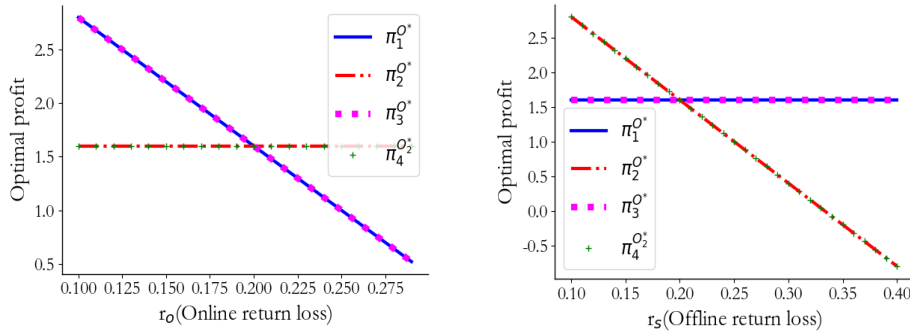 Optimal profit
2.5
2.0
1.5
1.0
0.5
0.100 0.125 0.150 0.175 0.200 0.225 0.250 0.275
r_o(Online return loss)
π_1^{O*}
π_2^{O*}
π_3^{O*}
π_4^{O_2^*}
Optimal profit
2.5
2.0
1.5
1.0
0.5
0.0
-0.5
0.10 0.15 0.20 0.25 0.30 0.35 0.40
r_s(Offline return loss)
π_1^{O*}
π_2^{O*}
π_3^{O*}
π_4^{O_2^*}